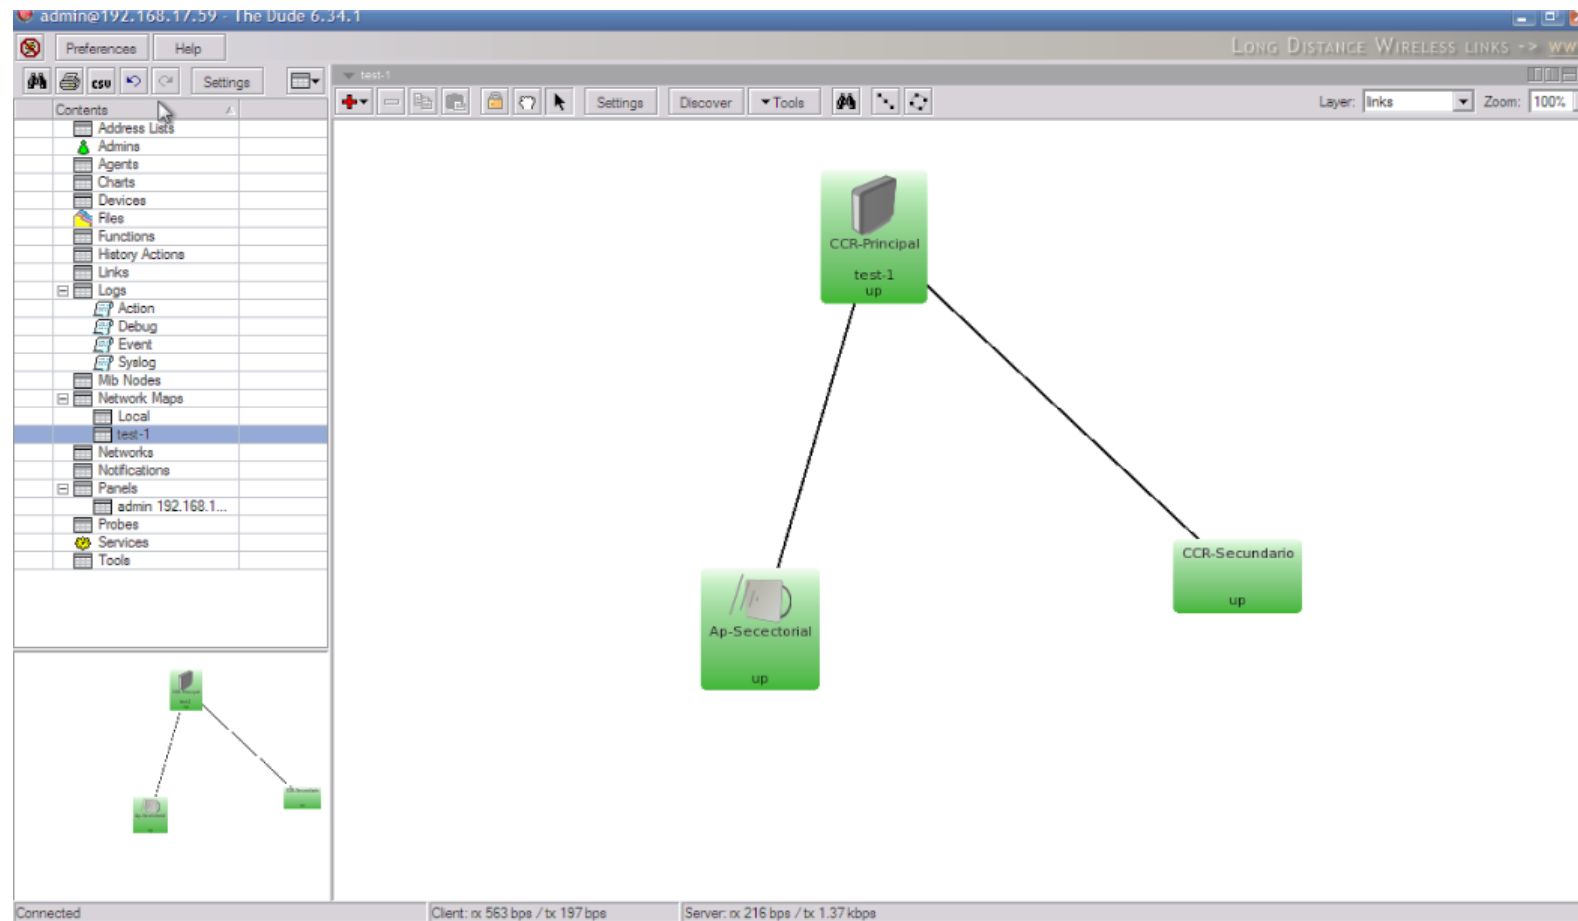 admin@192.168.17.59 - The Dude 6.34.1
Preferences Help
LONG DISTANCE WIRELESS LINKS -> WW
CSV Settings
test-1
Settings Discover Tools Layer: links Zoom: 100%
Contents
Address Lists
Admins
Agents
Charts
Devices
Files
Functions
History Actions
Links
Logs
Action
Debug
Event
Syslog
Mib Nodes
Network Maps
Local
test-1
Networks
Notifications
Panels
admin 192.168.1...
Probes
Services
Tools
CCR-Principal
test-1
up
Ap-Secectorial
up
CCR-Secundario
up
Connected
Client: rx 563 bps / tx 197 bps
Server: rx 216 bps / tx 1.37 kbps